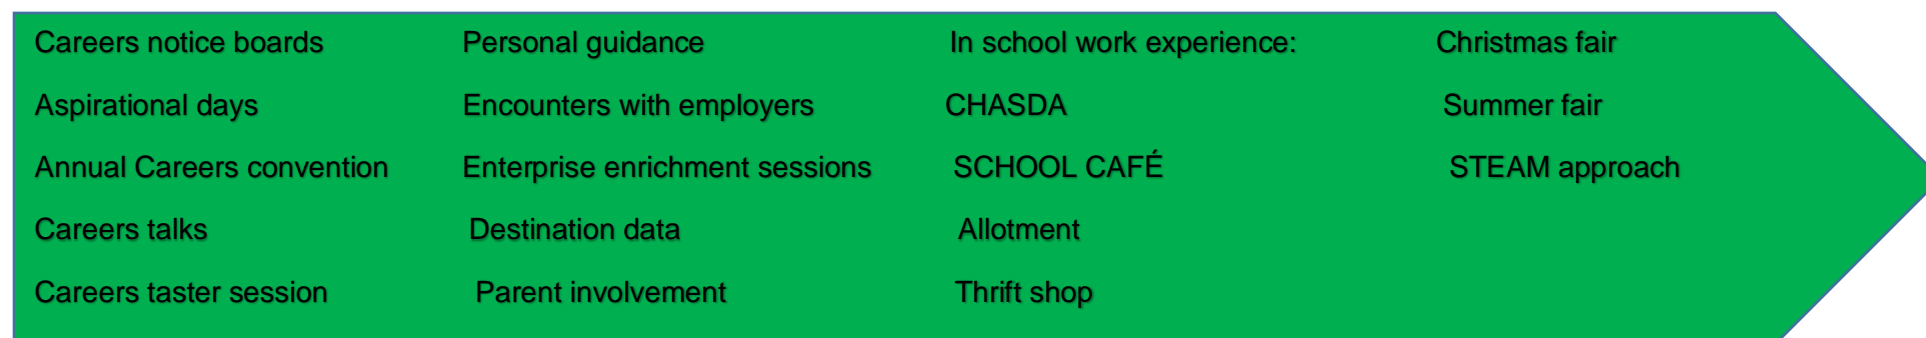 Careers notice boards Personal guidance In school work experience: Christmas fair
Aspirational days Encounters with employers CHASDA Summer fair
Annual Careers convention Enterprise enrichment sessions SCHOOL CAFÉ STEAM approach
Careers talks Destination data Allotment
Careers taster session Parent involvement Thrift shop